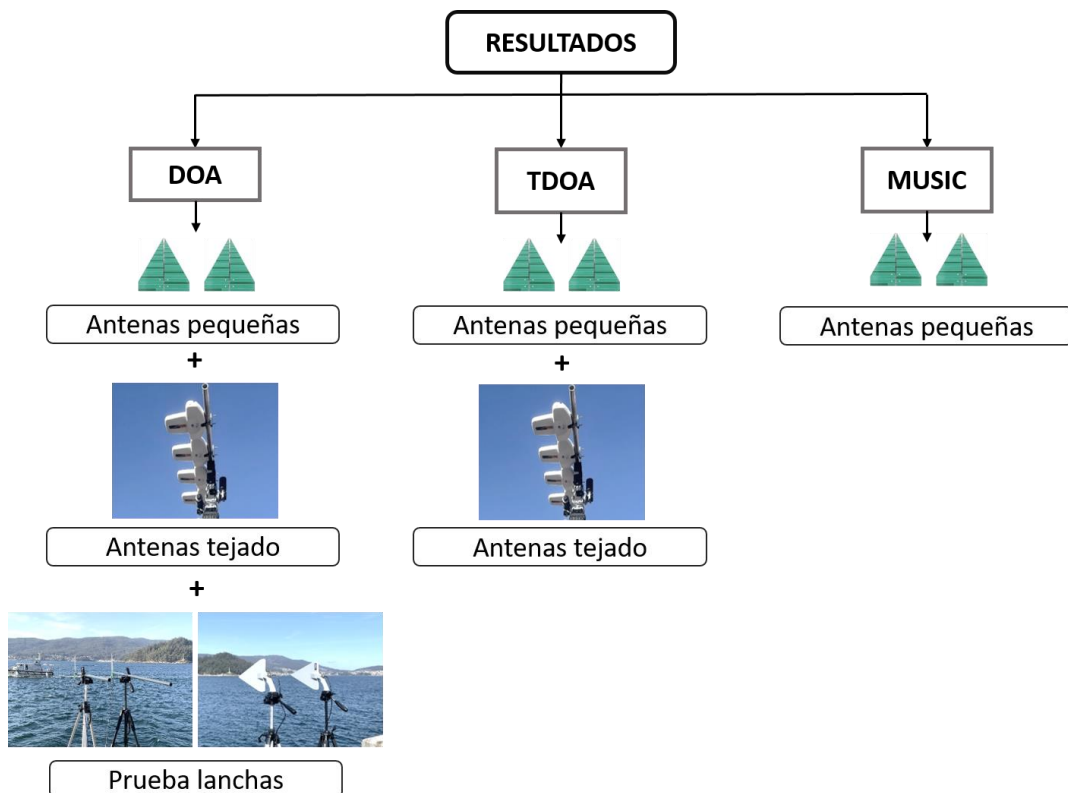 RESULTADOS
DOA
TDOA
MUSIC
Antenas pequeñas
Antenas pequeñas
Antenas pequeñas
+
+
Antenas tejado
Antenas tejado
+
Prueba lanchas